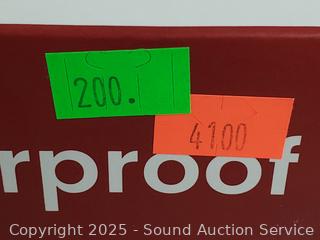 200.
4100
rproof
Copyright 2025 - Sound Auction Service